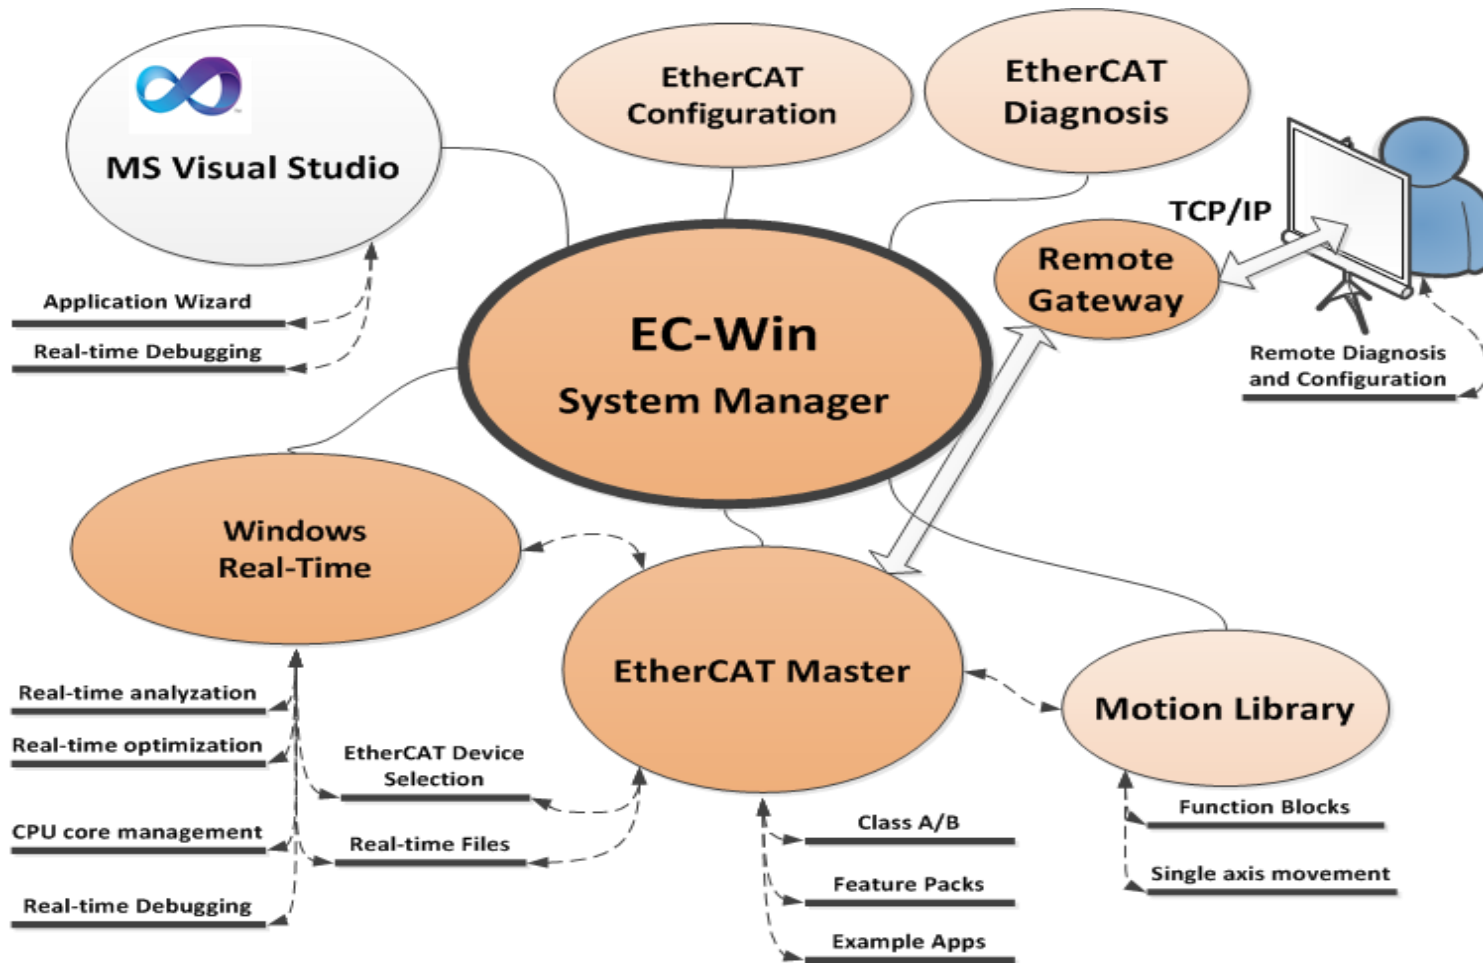 MS Visual Studio
EtherCAT
Configuration
EtherCAT
Diagnosis
TCP/IP
Remote
Gateway
Application Wizard
Real-time Debugging
EC-Win
System Manager
Remote Diagnosis
and Configuration
Windows
Real-Time
EtherCAT Master
Motion Library
Real-time analyzation
Real-time optimization
CPU core management
Real-time Debugging
EtherCAT Device
Selection
Real-time Files
Class A/B
Feature Packs
Example Apps
Function Blocks
Single axis movement